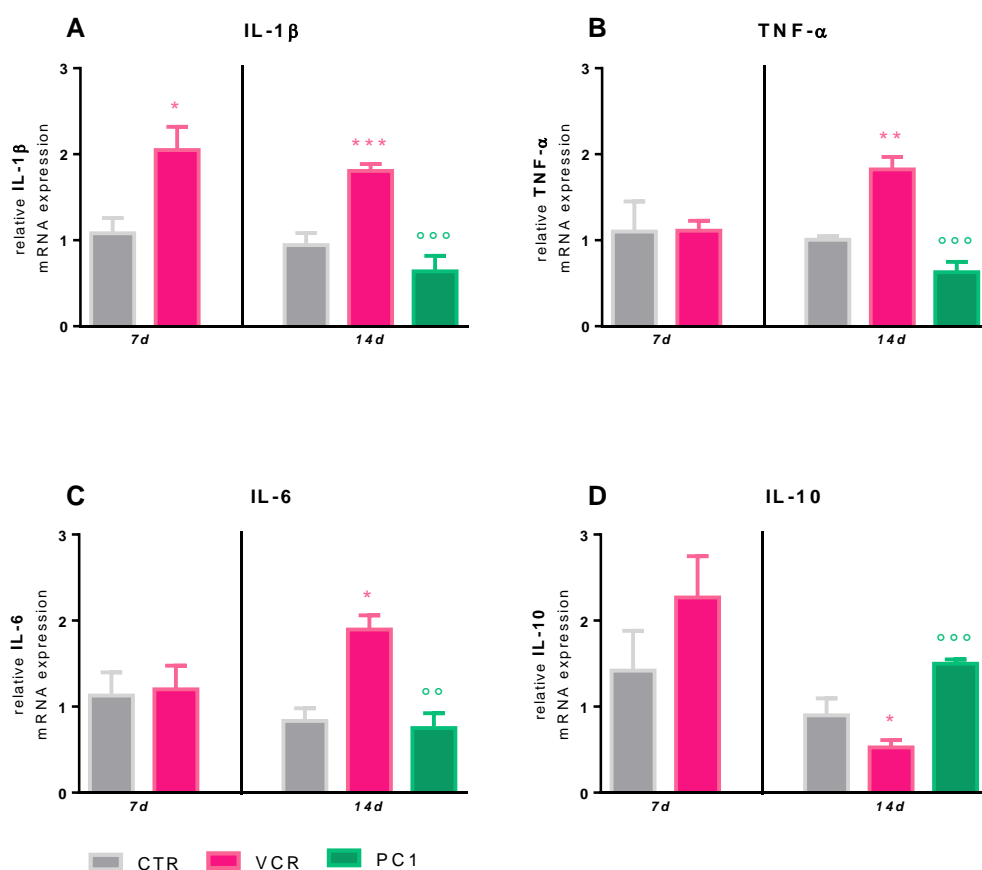 A IL-1β
relative IL-1β
mRNA expression
3
2
1
0
*
***
°°°
7d 14d
B TNF-α
relative TNF-α
mRNA expression
3
2
1
0
**
°°°
7d 14d
C IL-6
relative IL-6
mRNA expression
3
2
1
0
*
°°
7d 14d
D IL-10
relative IL-10
mRNA expression
3
2
1
0
*
°°°
7d 14d
CTR VCR PC1